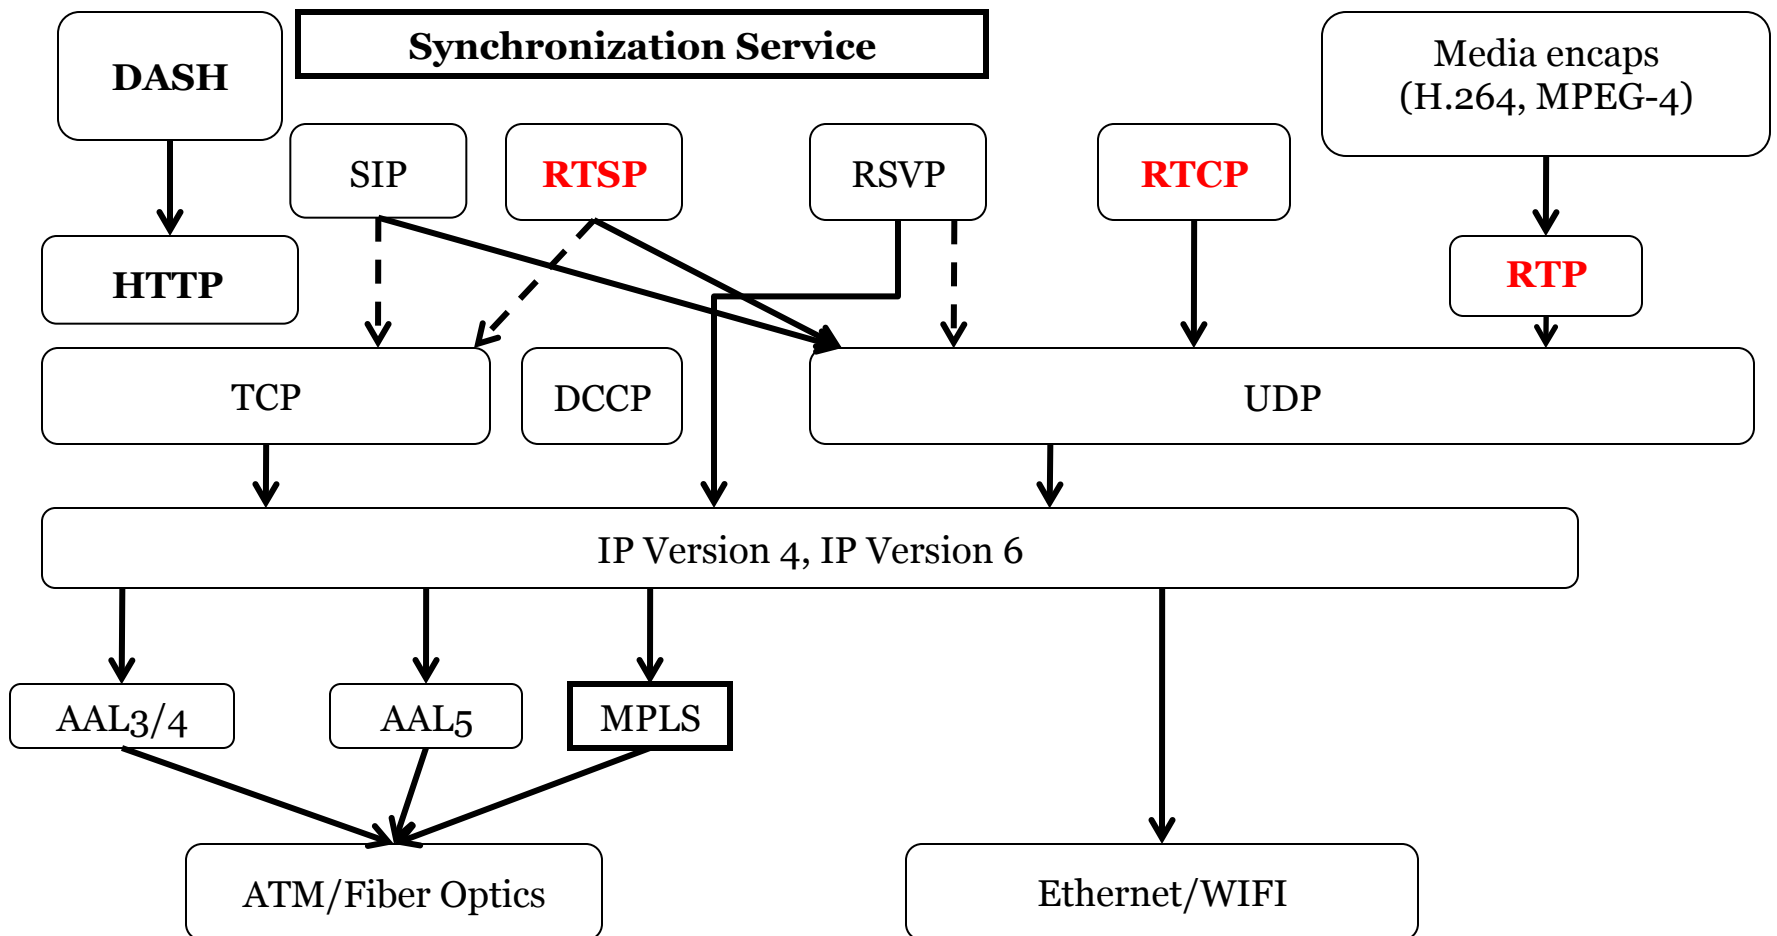 DASH
Synchronization Service
Media encaps
(H.264, MPEG-4)
SIP
RTSP
RSVP
RTCP
HTTP
RTP
TCP
DCCP
UDP
IP Version 4, IP Version 6
AAL3/4
AAL5
MPLS
ATM/Fiber Optics
Ethernet/WIFI